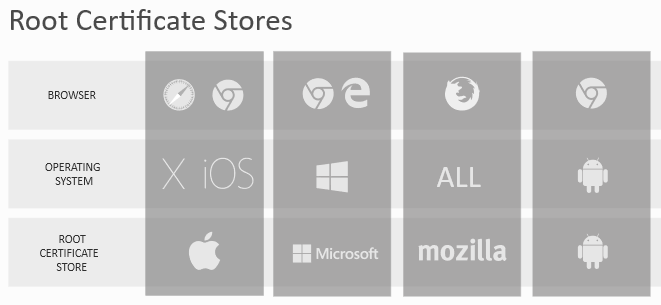 Root Certificate Stores
BROWSER
OPERATING
SYSTEM
X iOS
ALL
ROOT
CERTIFICATE
STORE
Microsoft
mozilla